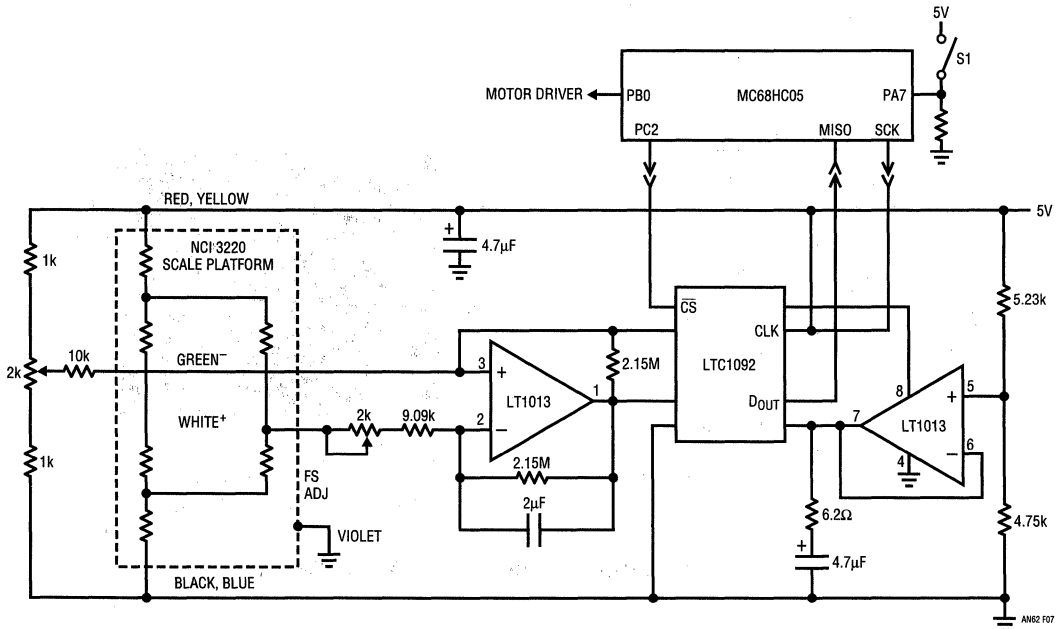 5V
S1
MOTOR DRIVER
PB0
MC68HC05
PA7
PC2
MISO
SCK
RED, YELLOW
5V
NCI 3220
SCALE PLATFORM
1k
4.7µF
5.23k
CS
CLK
GREEN–
10k
2k
3
+
2.15M
LTC1092
LT1013
1
8
5
+
WHITE+
2k
9.09k
2
–
DOUT
7
LT1013
6
–
4
1k
FS
ADJ
2.15M
2µF
6.2Ω
4.75k
VIOLET
+
4.7µF
+
BLACK, BLUE
AN62 F07